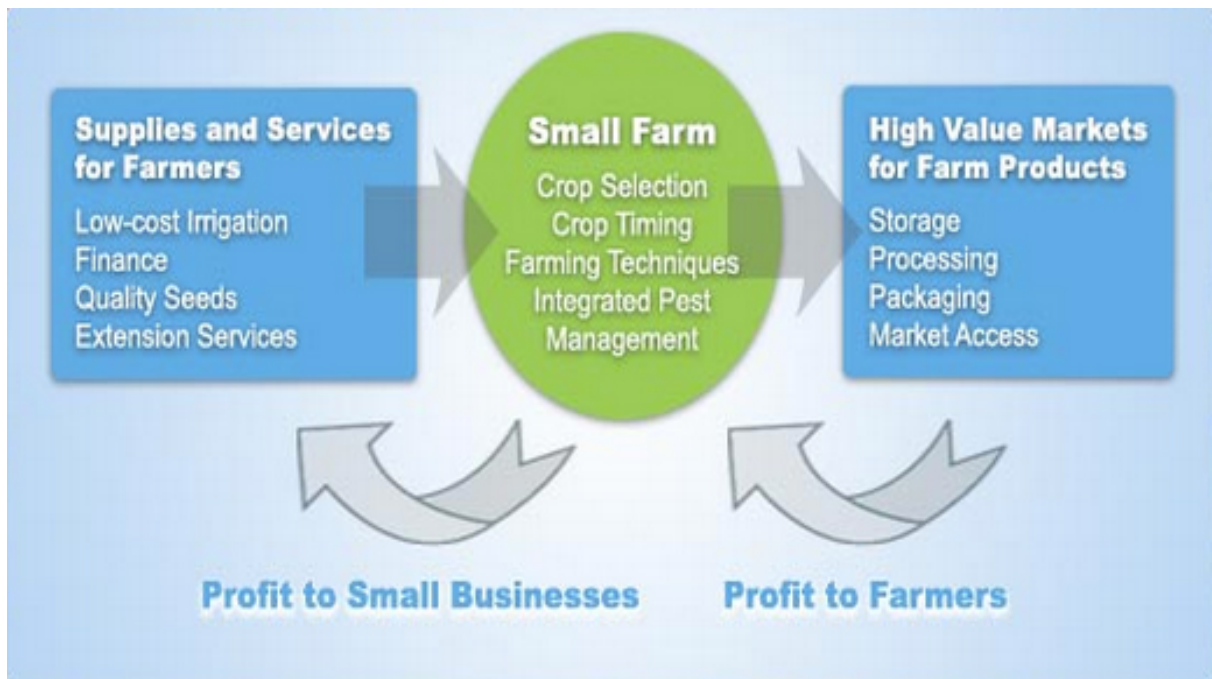 Supplies and Services
for Farmers
Low-cost Irrigation
Finance
Quality Seeds
Extension Services
Small Farm
Crop Selection
Crop Timing
Farming Techniques
Integrated Pest
Management
High Value Markets
for Farm Products
Storage
Processing
Packaging
Market Access
Profit to Small Businesses
Profit to Farmers